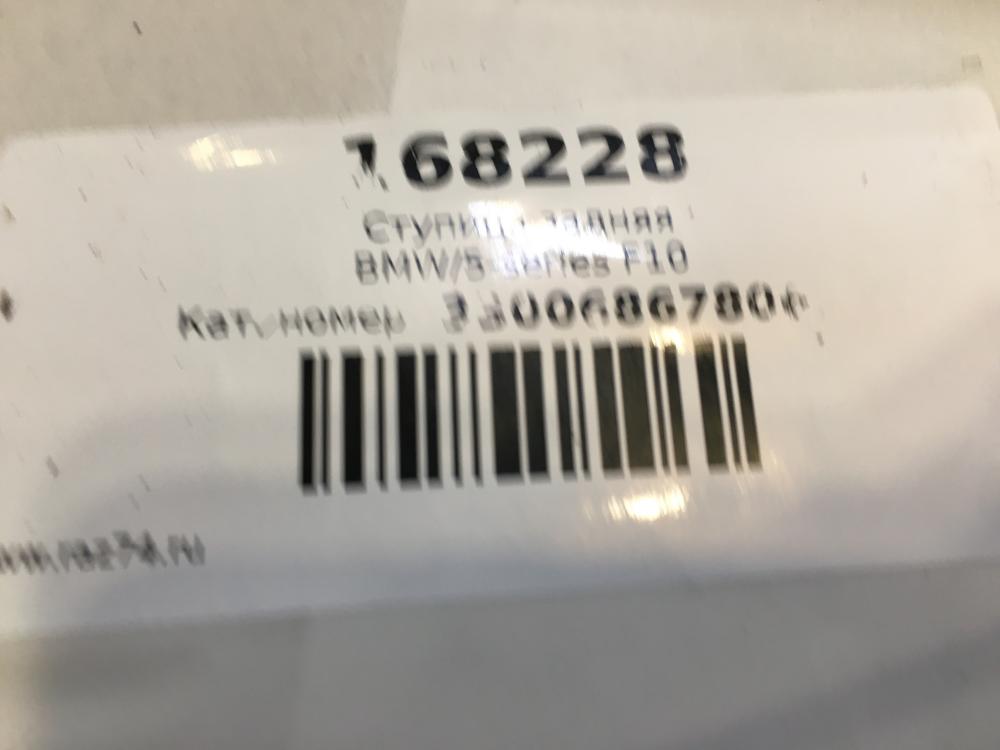 168228
Ступица задняя
BMW/5-series F10
Кат. номер 33006867806